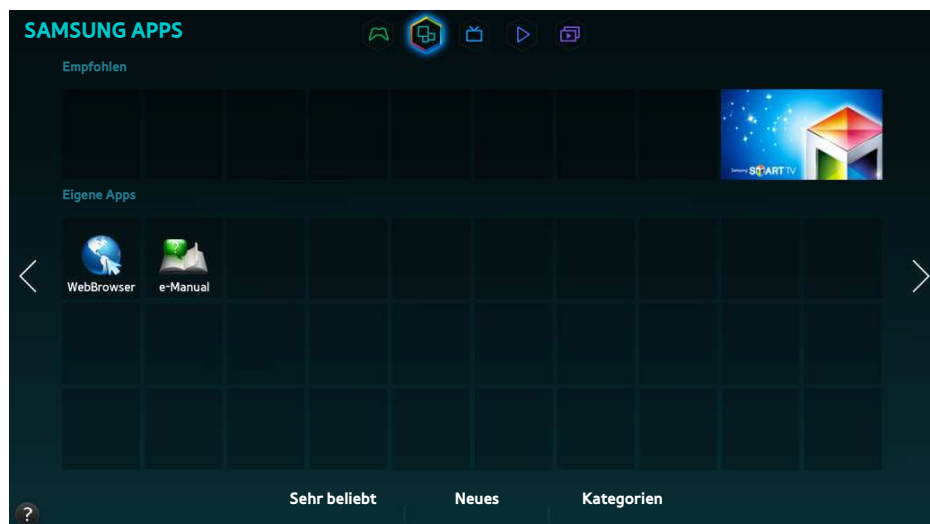 SAMSUNG APPS
Empfohlen
Samsung SMART TV
Eigene Apps
?
WebBrowser e-Manual
Sehr beliebt Neues Kategorien
?